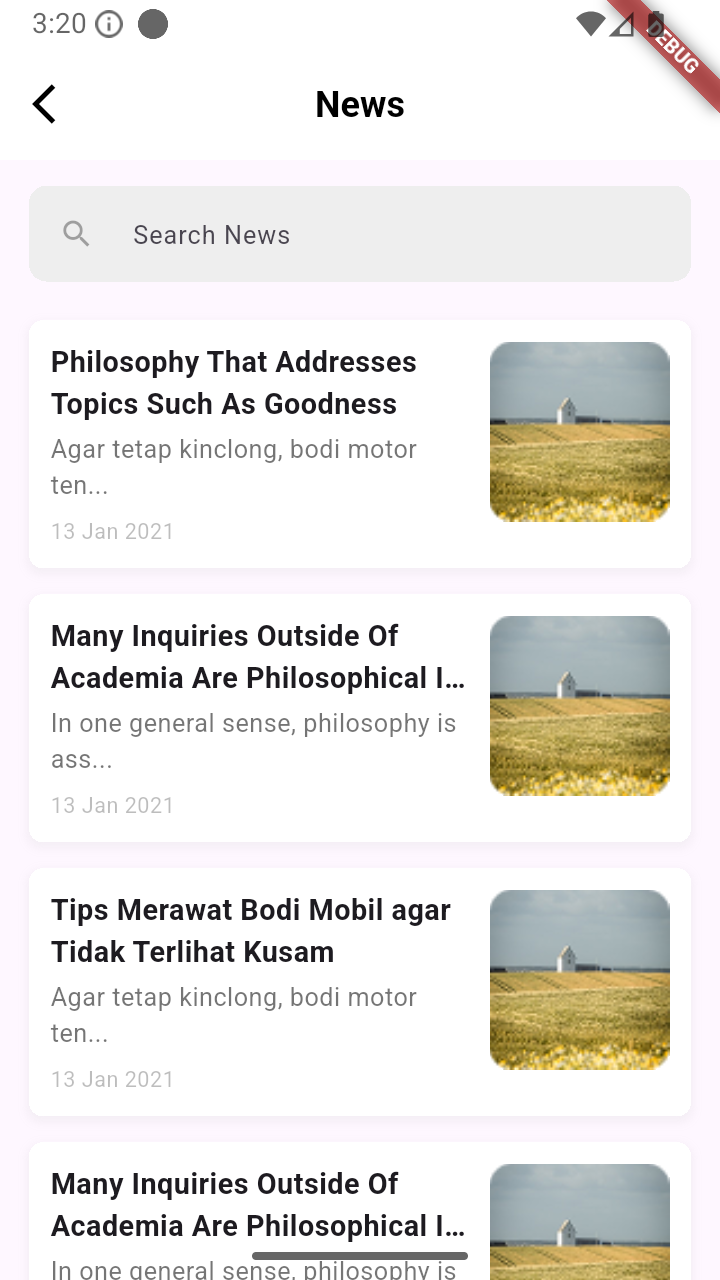 3:20
DEBUG
News
Search News
Philosophy That Addresses
Topics Such As Goodness
Agar tetap kinclong, bodi motor
ten...
13 Jan 2021
Many Inquiries Outside Of
Academia Are Philosophical I...
In one general sense, philosophy is
ass...
13 Jan 2021
Tips Merawat Bodi Mobil agar
Tidak Terlihat Kusam
Agar tetap kinclong, bodi motor
ten...
13 Jan 2021
Many Inquiries Outside Of
Academia Are Philosophical I...
In one general sense, philosophy is